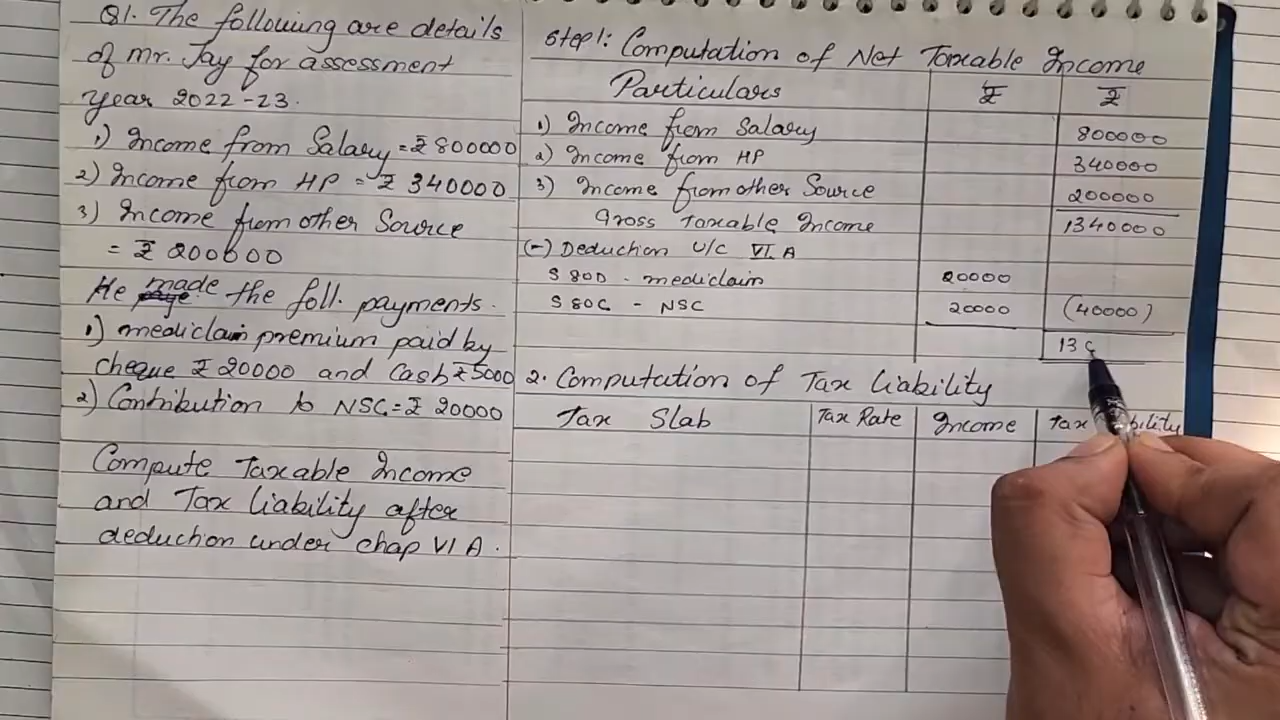 Q1. The following are details
of mr. Jay for assessment
year 2022-23.
1) Income from Salary = ₹ 800000
2) Income from HP = ₹ 340000
3) Income from other Source
= ₹ 200000
He made the foll. payments.
1) mediclaim premium paid by
cheque ₹ 20000 and Cash ₹ 5000
2) Contribution to NSC = ₹ 20000
Compute Taxable Income
and Tax liability after
deduction under chap VI A.
Step1: Computation of Net Taxable Income
Particulars ₹ ₹
1) Income from Salary 800000
2) Income from HP 340000
3) Income from other Source 200000
Gross Taxable Income 1340000
(-) Deduction U/C VI A
S 80D - mediclaim 20000
S 80C - NSC 20000 (40000)
13
2. Computation of Tax liability
Tax Slab Tax Rate Income Tax